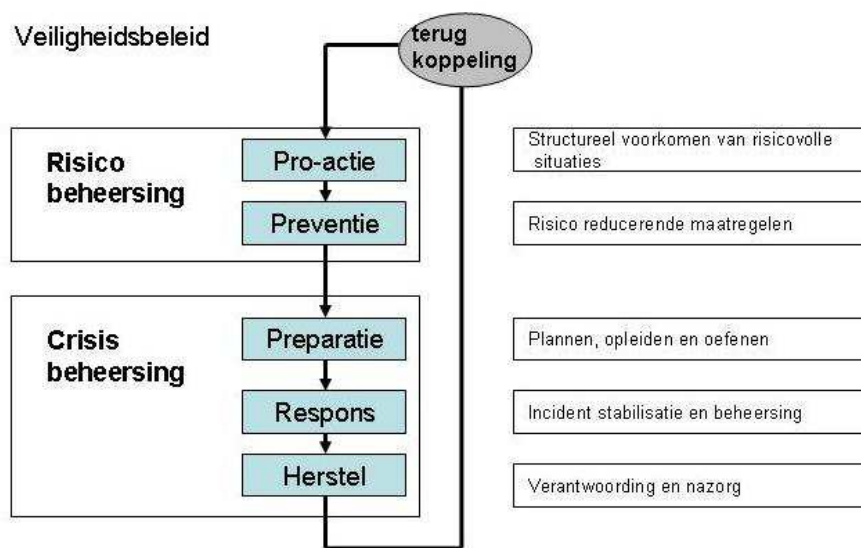 Veiligheidsbeleid
terug
koppeling
Risico
beheersing
Pro-actie
Structureel voorkomen van risicovolle
situaties
Preventie
Risico reducerende maatregelen
Crisis
beheersing
Preparatie
Plannen, opleiden en oefenen
Respons
Incident stabilisatie en beheersing
Herstel
Verantwoording en nazorg